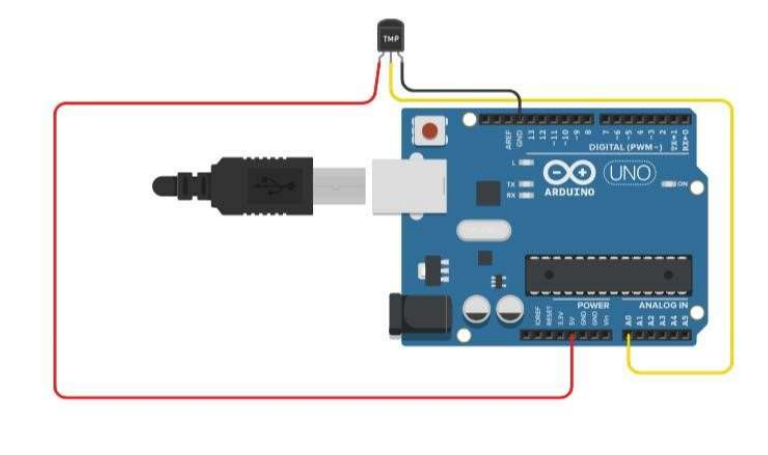 TMP
AREF
GND
13
12
~11
~10
~9
8
7
~6
~5
4
~3
2
TX→1
RX←0
DIGITAL (PWM~)
L
TX
RX
ARDUINO
UNO
ON
POWER
ANALOG IN
IOREF
RESET
3.3V
5V
GND
GND
Vin
A0
A1
A2
A3
A4
A5